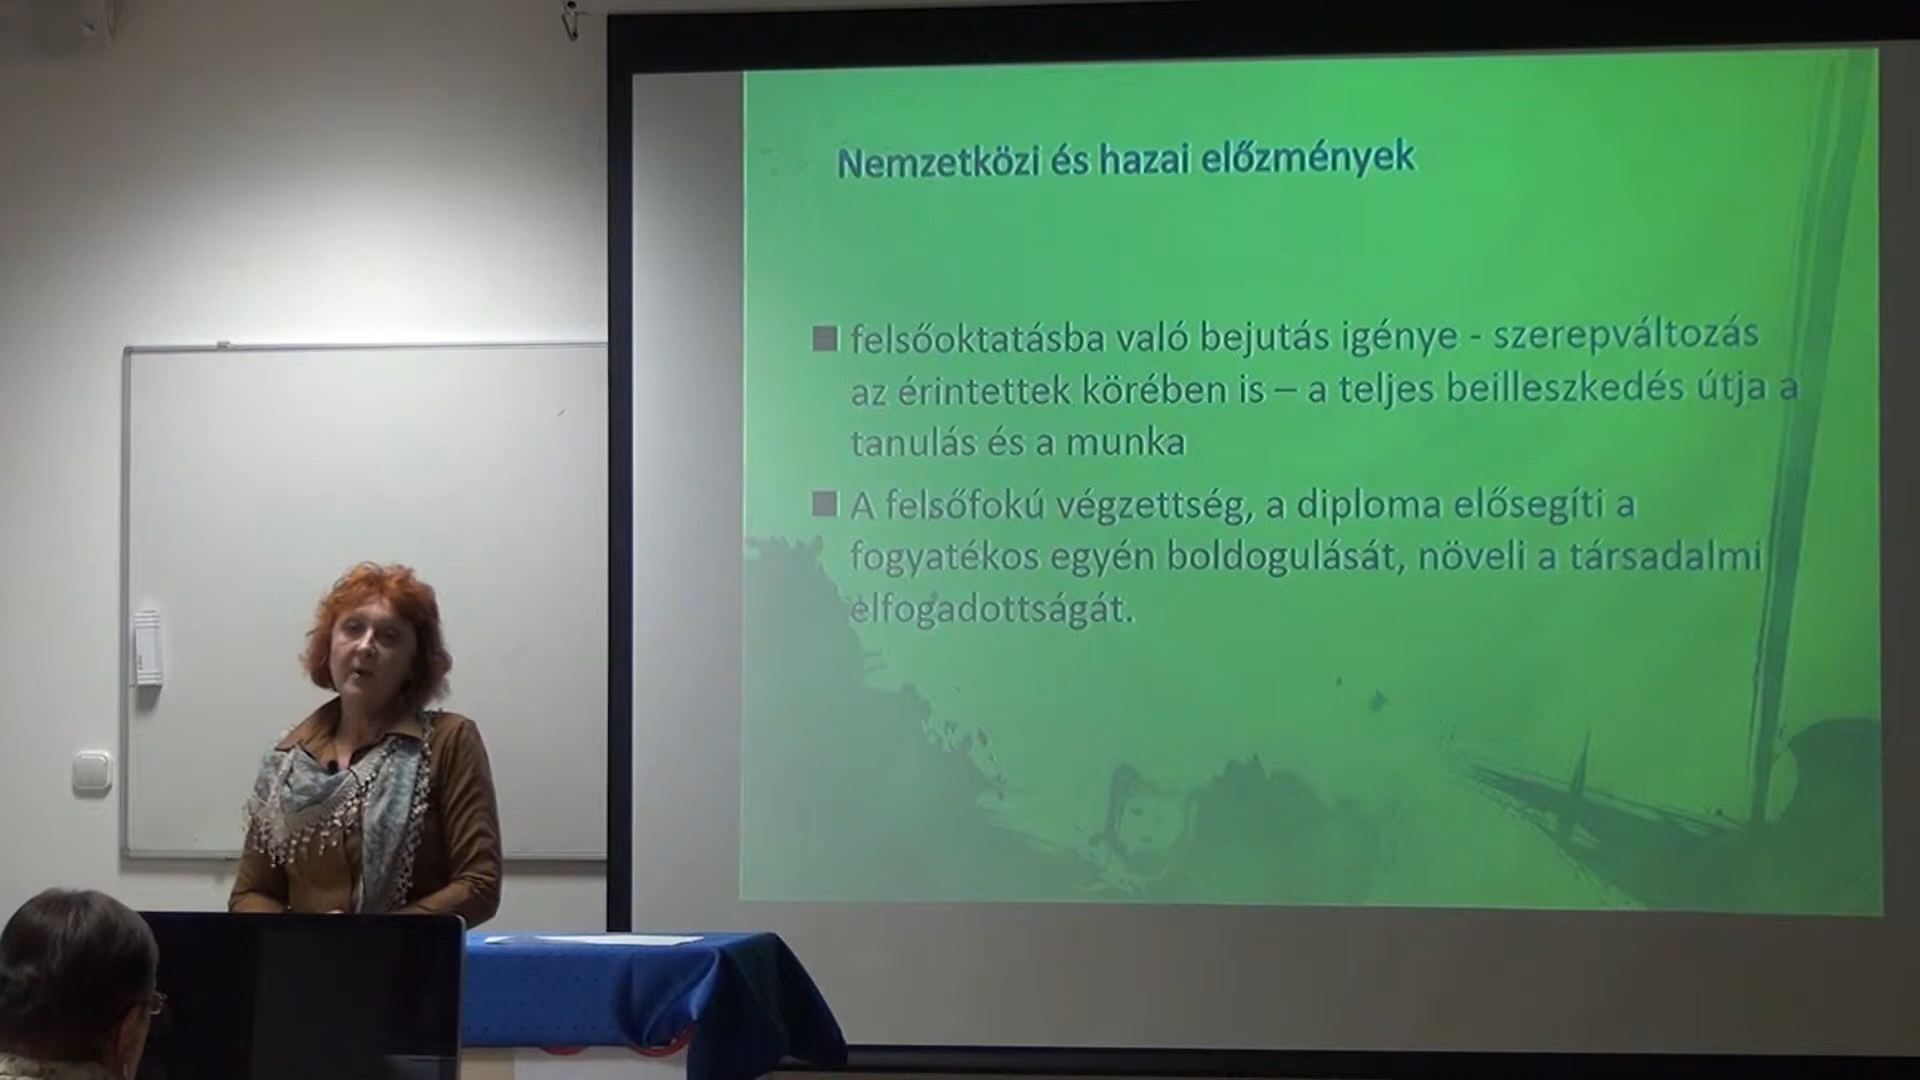 Nemzetközi és hazai előzmények
felsőoktatásba való bejutás igénye - szerepváltozás
az érintettek körében is – a teljes beilleszkedés útja a
tanulás és a munka
A felsőfokú végzettség, a diploma elősegíti a
fogyatékos egyén boldogulását, növeli a társadalmi
elfogadottságát.